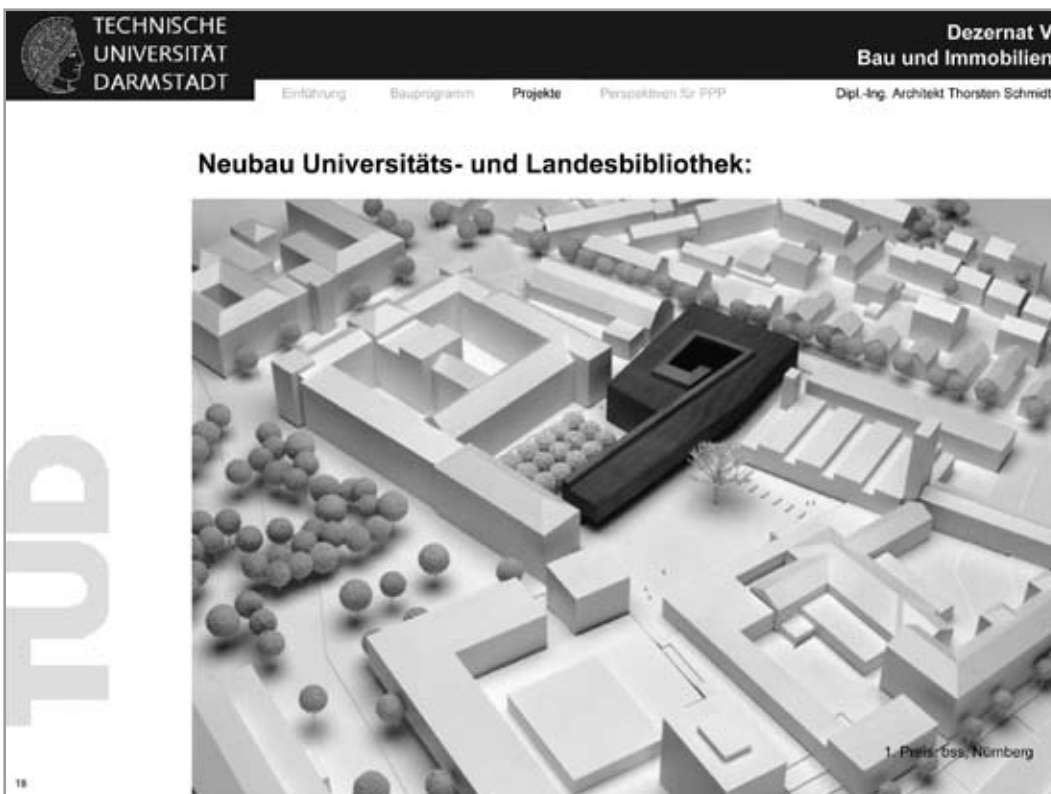 TECHNISCHE
UNIVERSITÄT
DARMSTADT
Dezernat V
Bau und Immobilien
Einführung Bauprogramm Projekte Perspektiven für PPP Dipl.-Ing. Architekt Thorsten Schmidt
Neubau Universitäts- und Landesbibliothek:
TUD
1. Preis: bss, Nürnberg